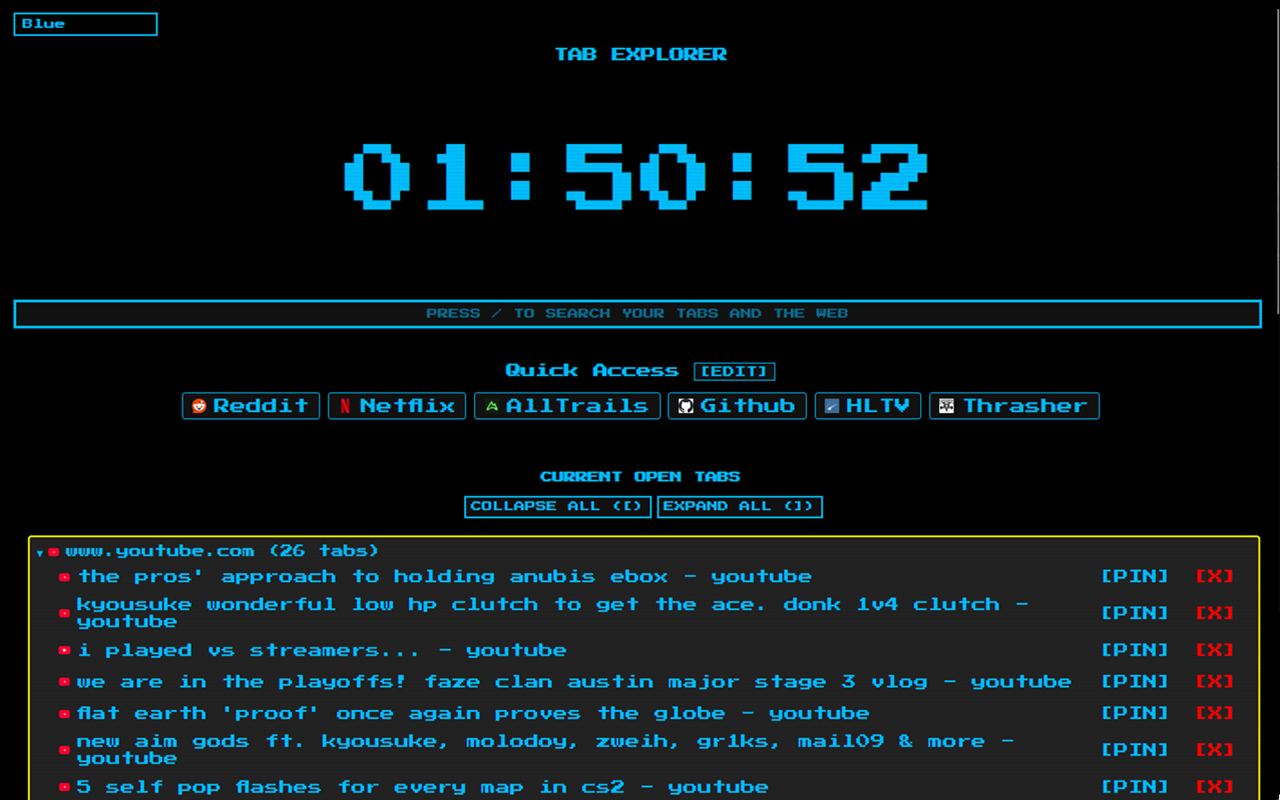 Blue
TAB EXPLORER
01:50:52
PRESS / TO SEARCH YOUR TABS AND THE WEB
Quick Access [EDIT]
Reddit Netflix AllTrails Github HLTV Thrasher
CURRENT OPEN TABS
COLLAPSE ALL ([) EXPAND ALL (])
www.youtube.com (26 tabs)
the pros' approach to holding anubis ebox - youtube [PIN] [X]
kyousuke wonderful low hp clutch to get the ace. donk 1v4 clutch -
youtube [PIN] [X]
i played vs streamers... - youtube [PIN] [X]
we are in the playoffs! faze clan austin major stage 3 vlog - youtube [PIN] [X]
flat earth 'proof' once again proves the globe - youtube [PIN] [X]
new aim gods ft. kyousuke, molodoy, zweih, gr1ks, mail09 & more -
youtube [PIN] [X]
5 self pop flashes for every map in cs2 - youtube [PIN] [X]